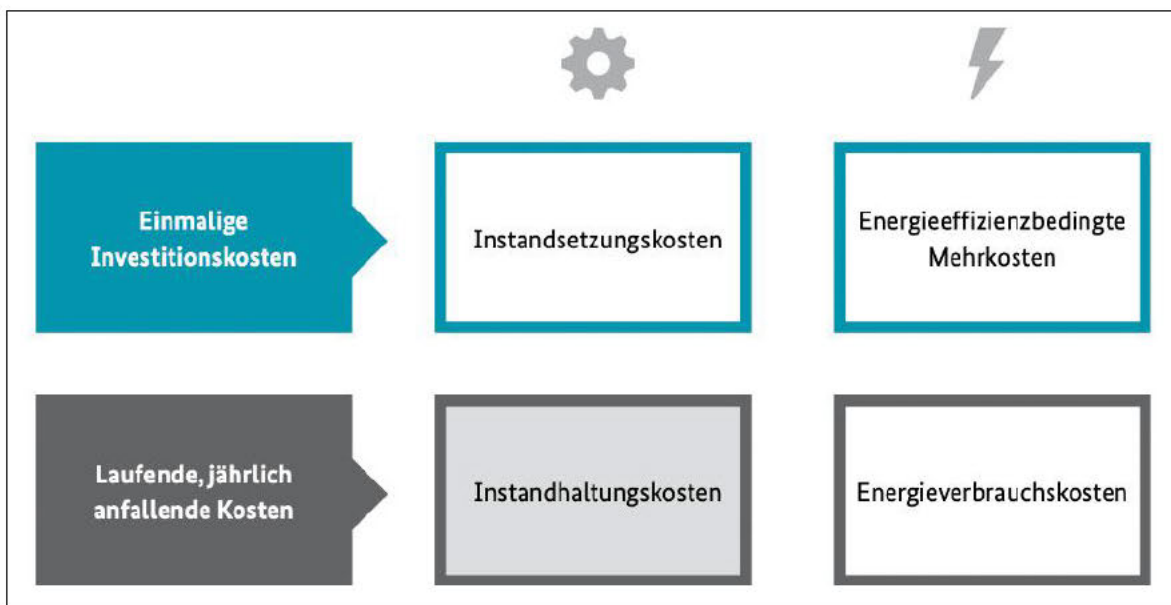 Einmalige
Investitionskosten
Instandsetzungskosten
Energieeffizienzbedingte
Mehrkosten
Laufende, jährlich
anfallende Kosten
Instandhaltungskosten
Energieverbrauchskosten